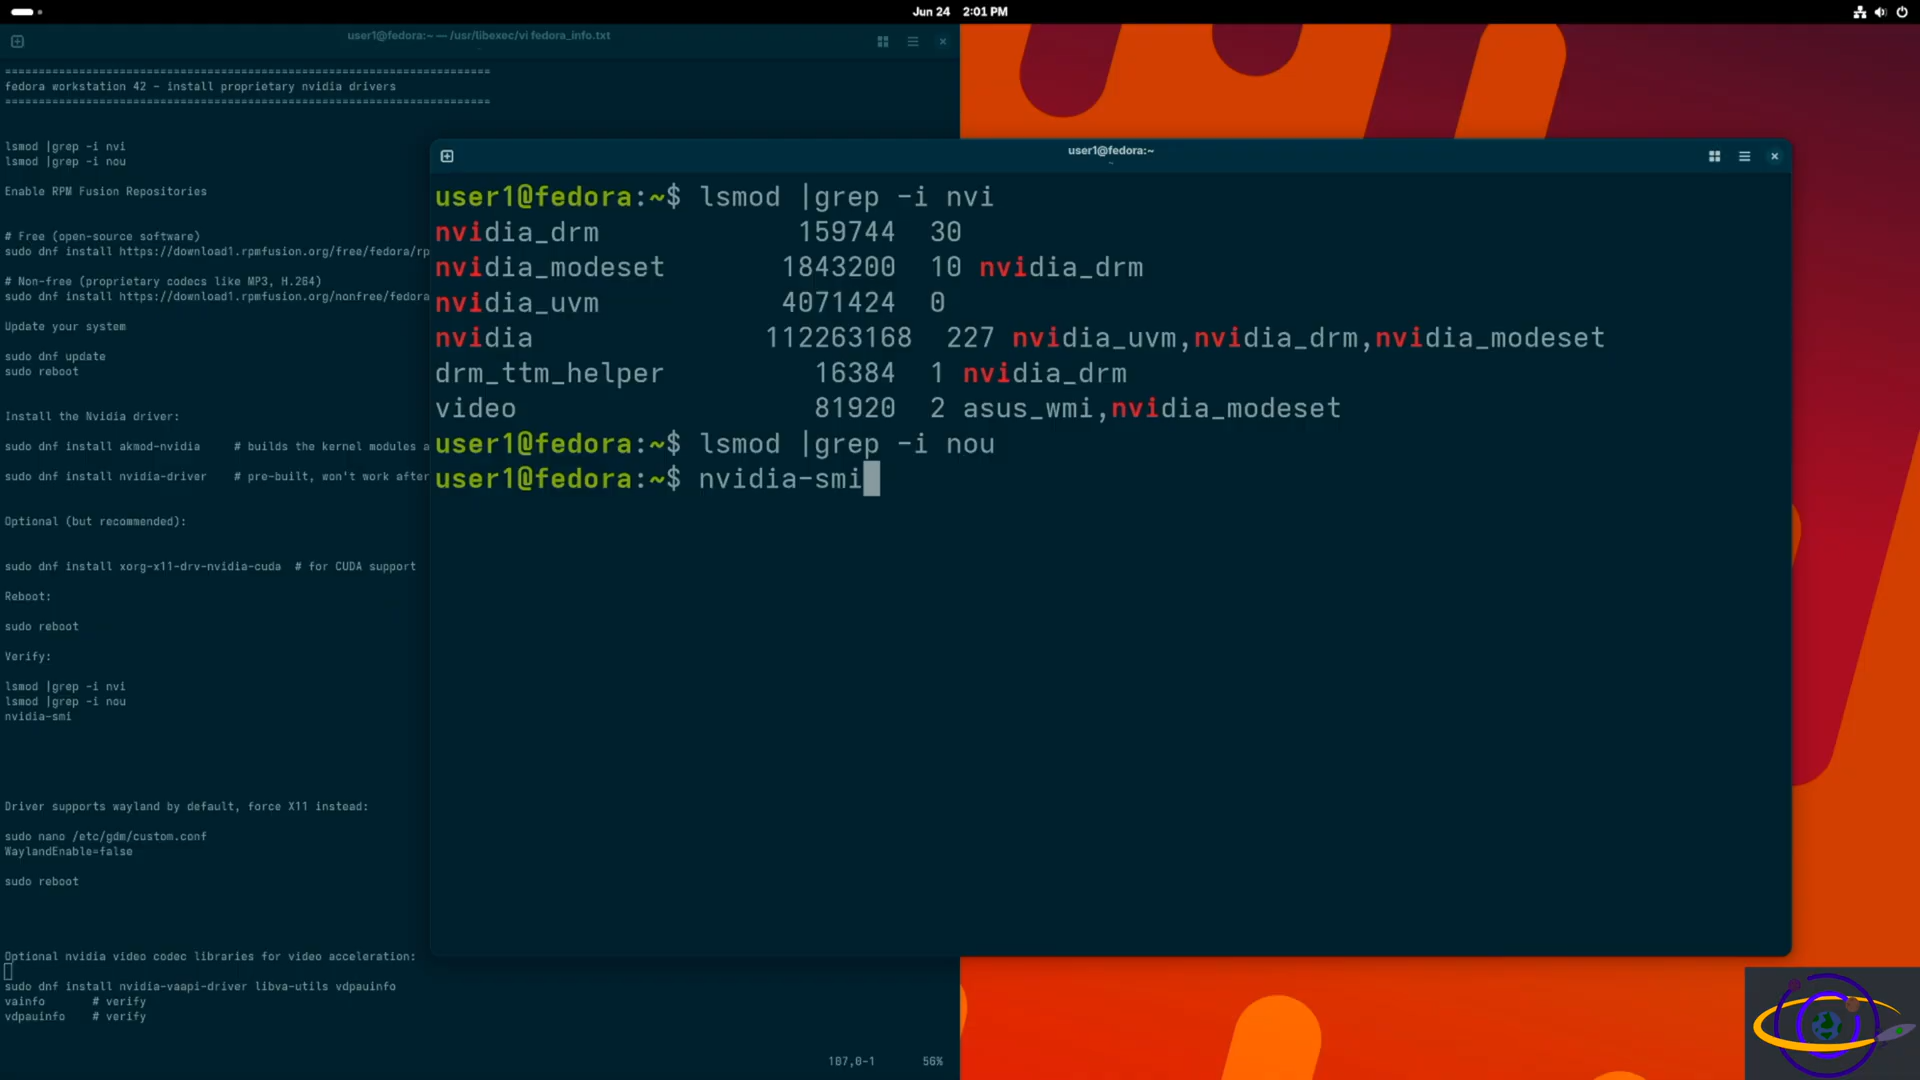 Jun 24 2:01 PM
user1@fedora:~ — /usr/libexec/vi fedora_info.txt
========================================================================
fedora workstation 42 - install proprietary nvidia drivers
========================================================================
lsmod |grep -i nvi
lsmod |grep -i nou
Enable RPM Fusion Repositories
# Free (open-source software)
sudo dnf install https://download1.rpmfusion.org/free/fedora/rp
# Non-free (proprietary codecs like MP3, H.264)
sudo dnf install https://download1.rpmfusion.org/nonfree/fedora
Update your system
sudo dnf update
sudo reboot
Install the Nvidia driver:
sudo dnf install akmod-nvidia # builds the kernel modules a
sudo dnf install nvidia-driver # pre-built, won't work after
Optional (but recommended):
sudo dnf install xorg-x11-drv-nvidia-cuda # for CUDA support
Reboot:
sudo reboot
Verify:
lsmod |grep -i nvi
lsmod |grep -i nou
nvidia-smi
Driver supports wayland by default, force X11 instead:
sudo nano /etc/gdm/custom.conf
WaylandEnable=false
sudo reboot
Optional nvidia video codec libraries for video acceleration:
sudo dnf install nvidia-vaapi-driver libva-utils vdpauinfo
vainfo # verify
vdpauinfo # verify
107,0-1 56%
user1@fedora:~
user1@fedora:~$ lsmod |grep -i nvi
nvidia_drm 159744 30
nvidia_modeset 1843200 10 nvidia_drm
nvidia_uvm 4071424 0
nvidia 112263168 227 nvidia_uvm,nvidia_drm,nvidia_modeset
drm_ttm_helper 16384 1 nvidia_drm
video 81920 2 asus_wmi,nvidia_modeset
user1@fedora:~$ lsmod |grep -i nou
user1@fedora:~$ nvidia-smi